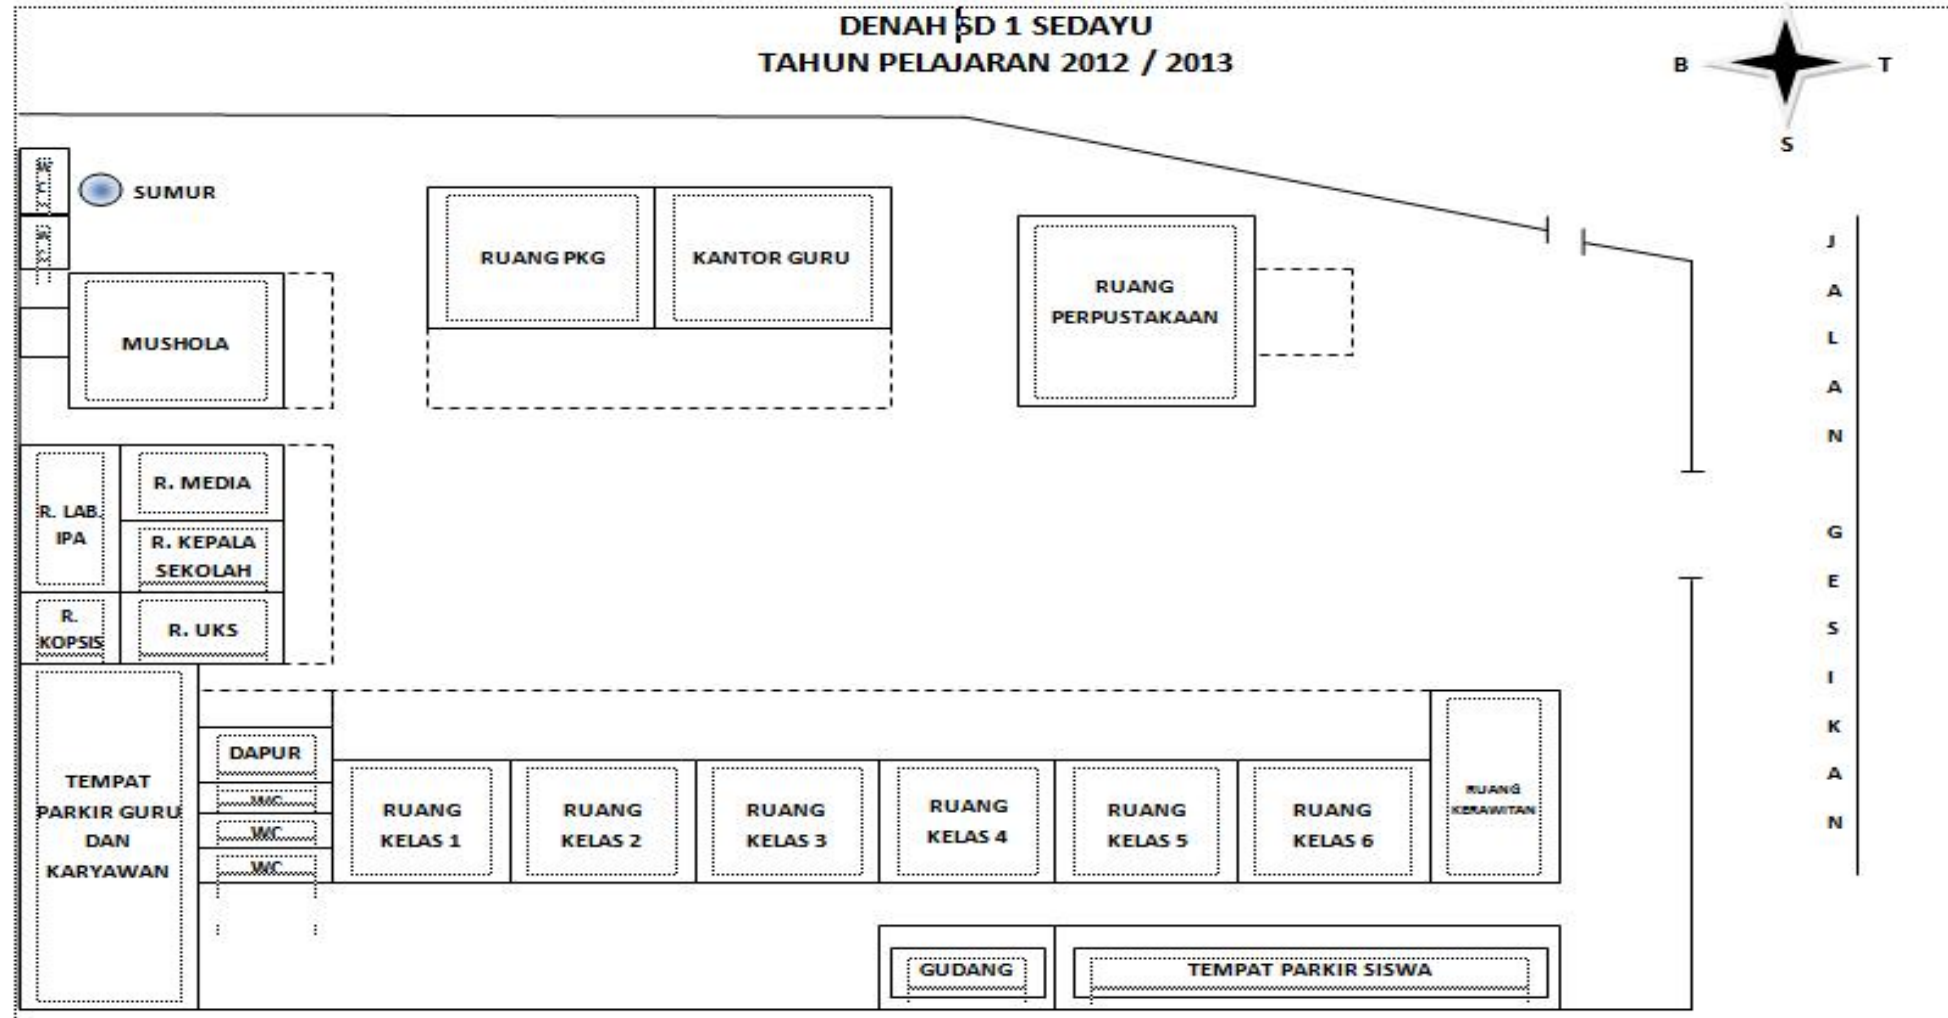 DENAH SD 1 SEDAYU
TAHUN PELAJARAN 2012 / 2013
B
T
S
SUMUR
RUANG PKG
KANTOR GURU
RUANG
PERPUSTAKAAN
MUSHOLA
R. LAB.
IPA
R. MEDIA
R. KEPALA
SEKOLAH
R.
KOPSIS
R. UKS
TEMPAT
PARKIR GURU
DAN
KARYAWAN
DAPUR
WC
WC
WC
RUANG
KELAS 1
RUANG
KELAS 2
RUANG
KELAS 3
RUANG
KELAS 4
RUANG
KELAS 5
RUANG
KELAS 6
RUANG
KERAWITAN
GUDANG
TEMPAT PARKIR SISWA
JALAN GESIKAN